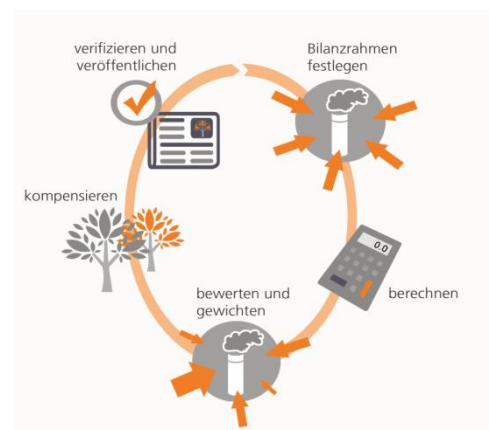 verifizieren und
veröffentlichen
Bilanzrahmen
festlegen
kompensieren
0.0
berechnen
bewerten und
gewichten